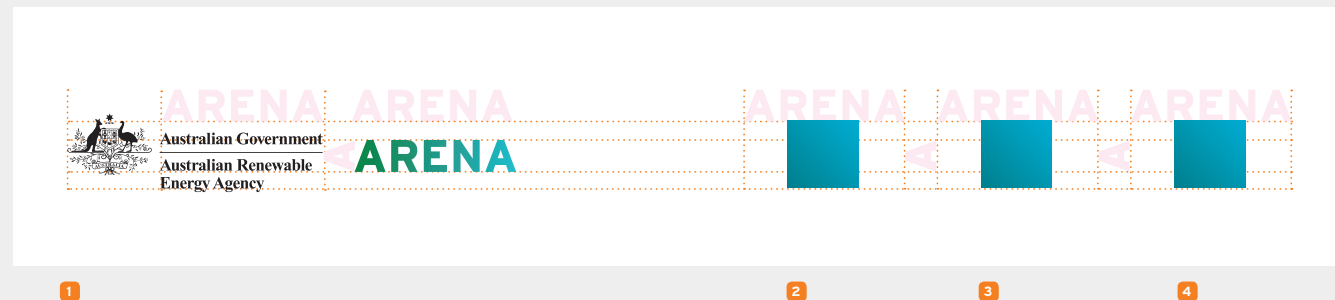 ARENA ARENA ARENA ARENA ARENA
Australian Government
Australian Renewable
Energy Agency
A ARENA A A
1 2 3 4